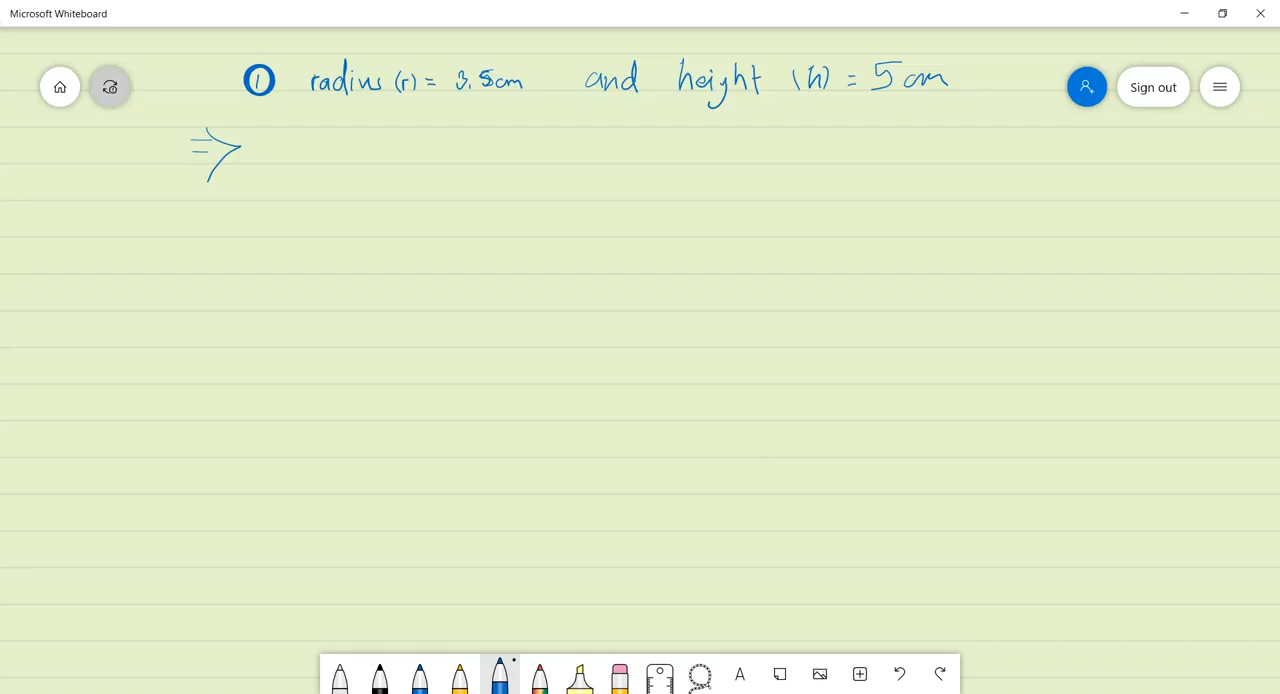 Microsoft Whiteboard
① radius (r) = 3.5cm and height (h) = 5 cm
Sign out
⇒
A